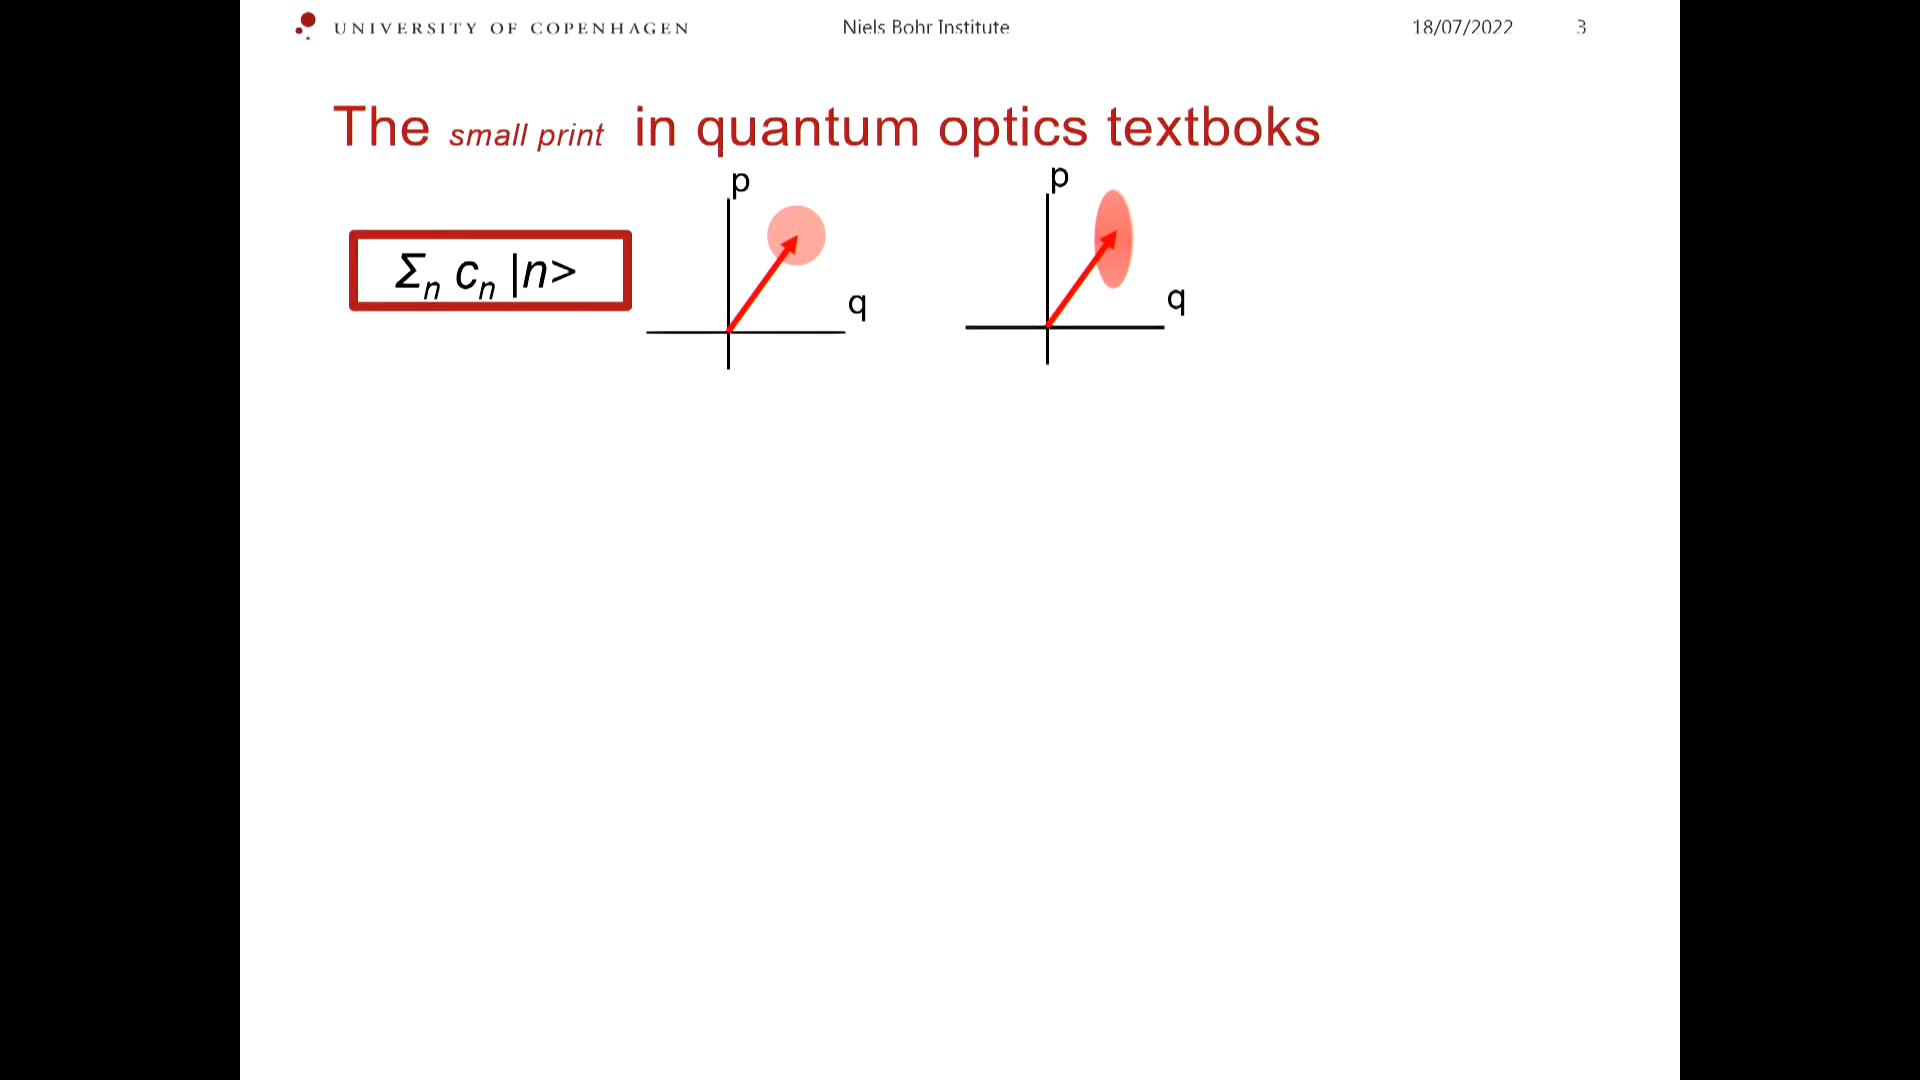 UNIVERSITY OF COPENHAGEN
Niels Bohr Institute
18/07/2022
3
The small print in quantum optics textboks
Σn cn |n>
p
q
p
q